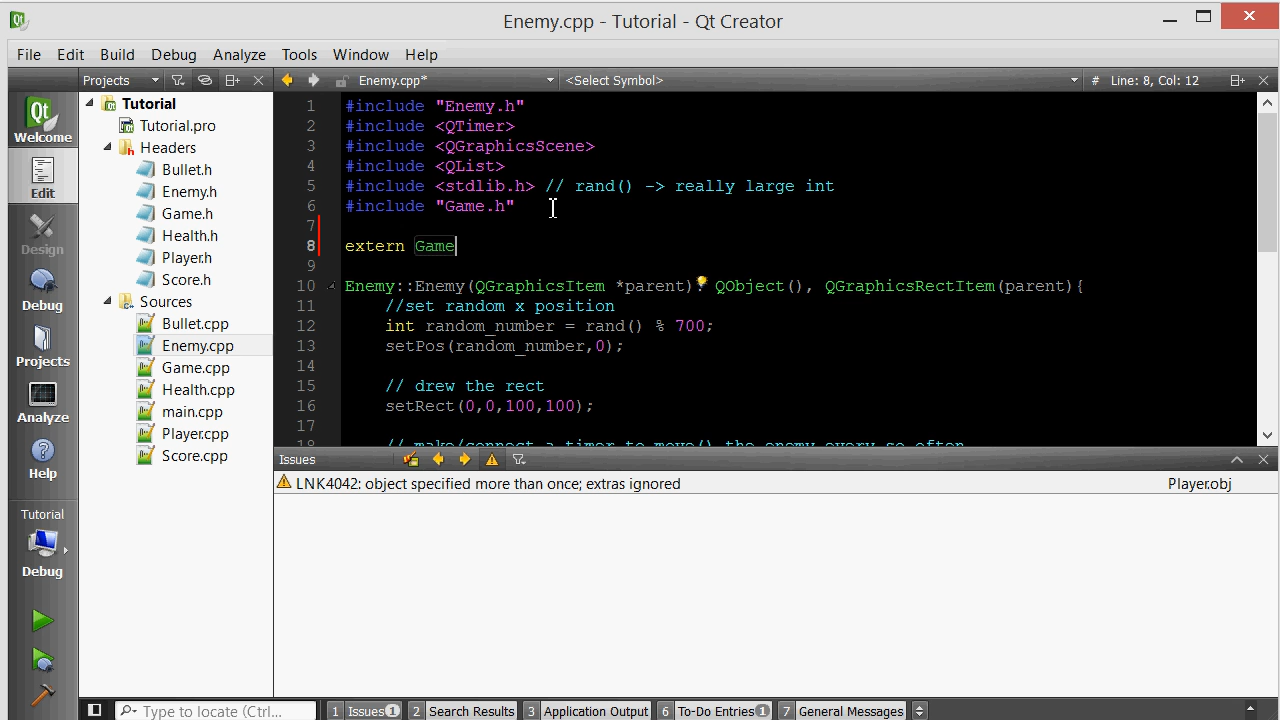 Enemy.cpp - Tutorial - Qt Creator
File Edit Build Debug Analyze Tools Window Help
Projects Enemy.cpp* <Select Symbol> # Line: 8, Col: 12
Welcome
Edit
Design
Debug
Projects
Analyze
Help
Tutorial
Debug
Tutorial
Tutorial.pro
Headers
Bullet.h
Enemy.h
Game.h
Health.h
Player.h
Score.h
Sources
Bullet.cpp
Enemy.cpp
Game.cpp
Health.cpp
main.cpp
Player.cpp
Score.cpp
1 #include "Enemy.h"
2 #include <QTimer>
3 #include <QGraphicsScene>
4 #include <QList>
5 #include <stdlib.h> // rand() -> really large int
6 #include "Game.h"
7
8 extern Game
9
10 Enemy::Enemy(QGraphicsItem *parent): QObject(), QGraphicsRectItem(parent){
11 //set random x position
12 int random_number = rand() % 700;
13 setPos(random_number,0);
14
15 // drew the rect
16 setRect(0,0,100,100);
17
18 // make/connect a timer to move() the enemy every so often
Issues
LNK4042: object specified more than once; extras ignored Player.obj
Type to locate (Ctrl... 1 Issues 1 2 Search Results 3 Application Output 6 To-Do Entries 1 7 General Messages